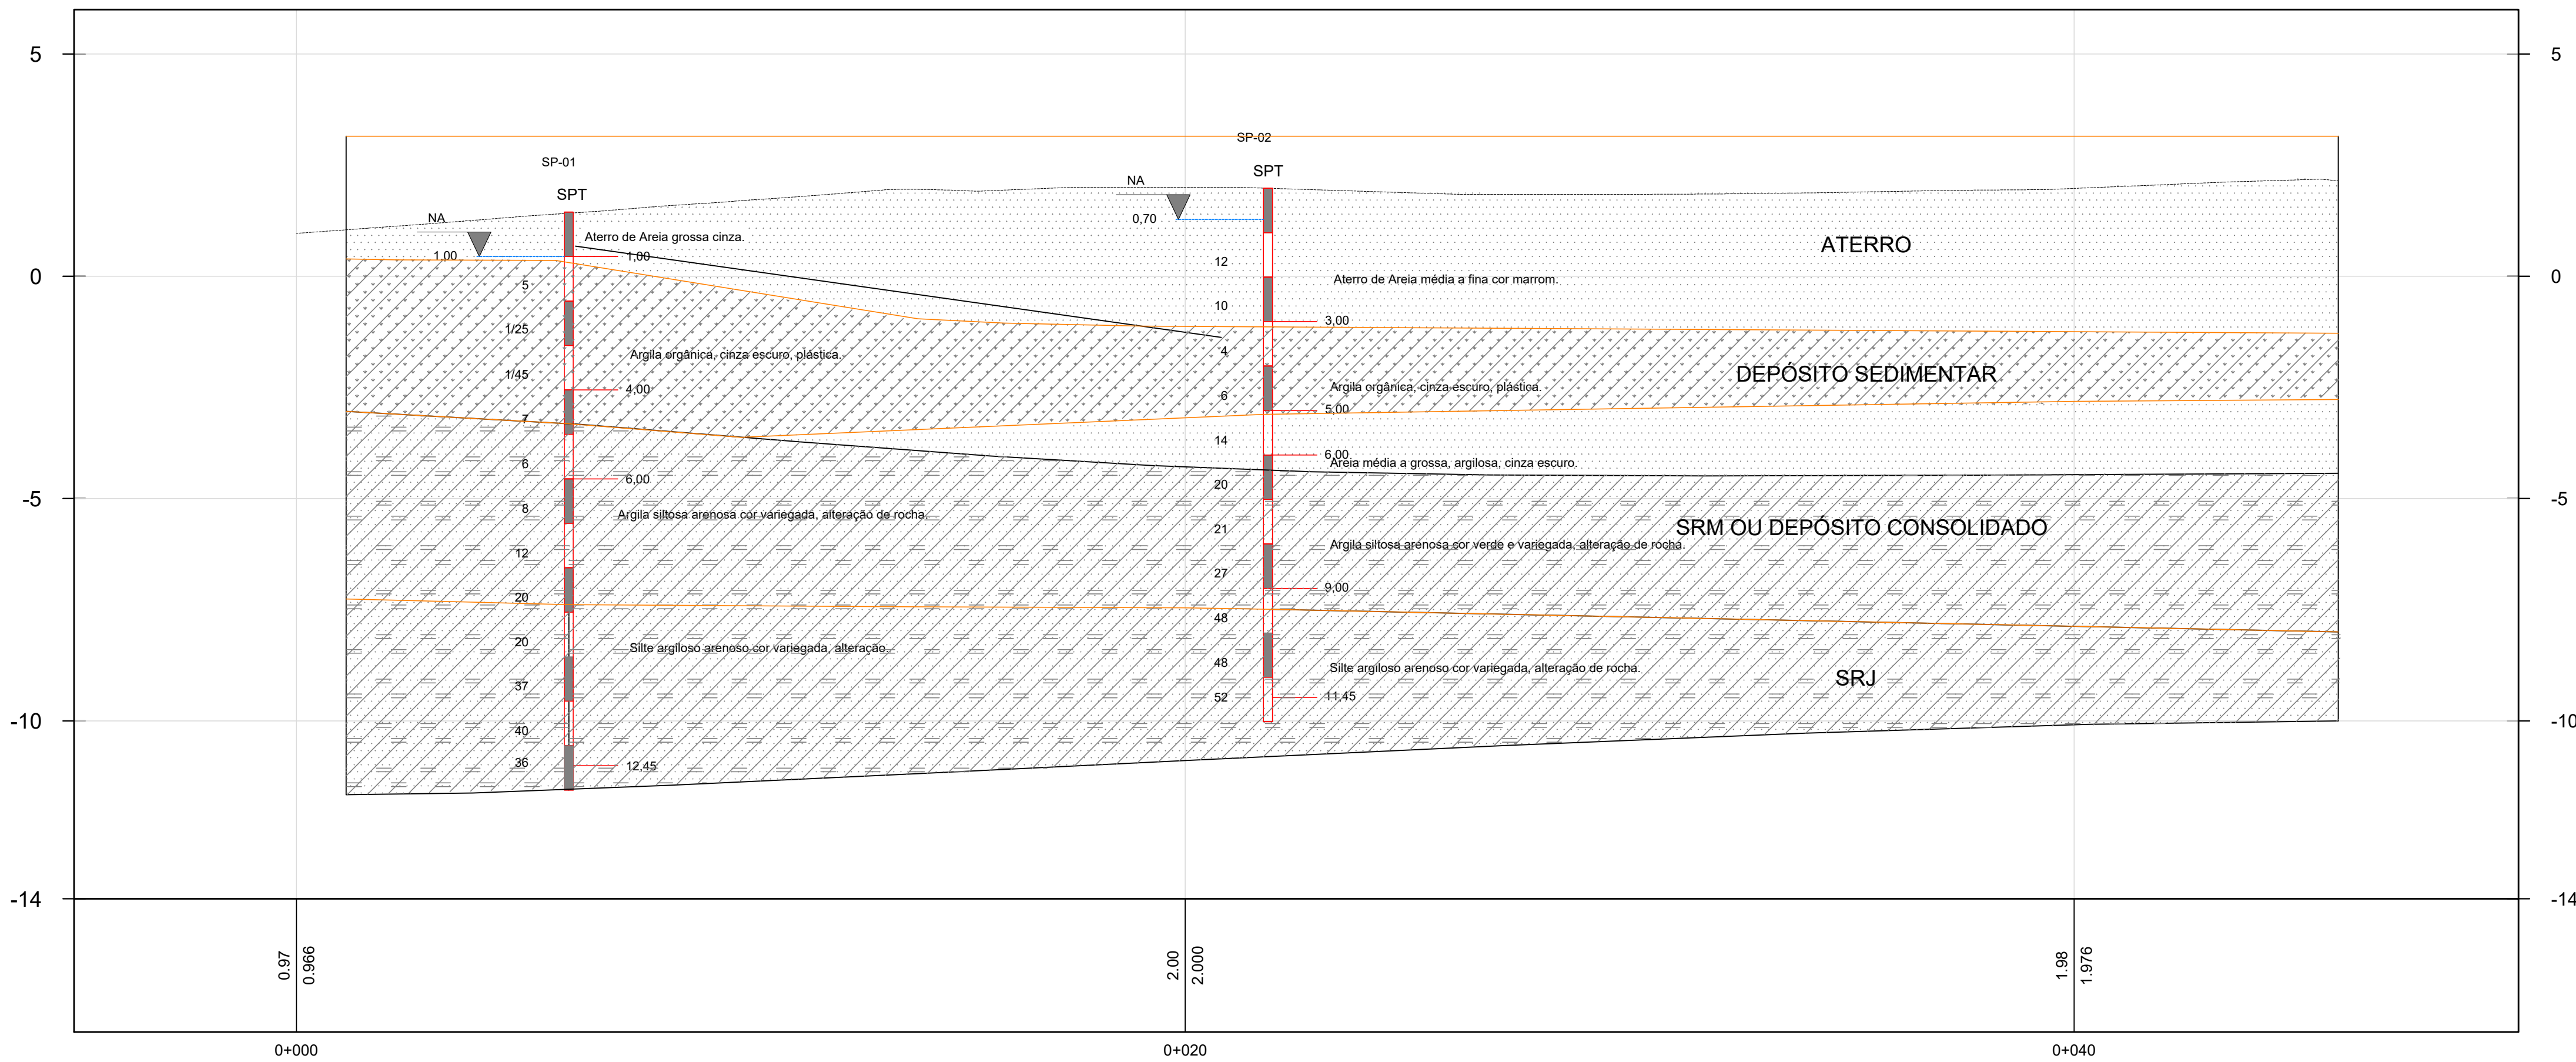 5
5
SP-02
SP-01
SPT
NA
SPT
NA
0,70
Aterro de Areia grossa cinza.
ATERRO
1,00
1,00
12
0
0
5
Aterro de Areia média a fina cor marrom.
10
3,00
1/25
4
Argila orgânica, cinza escuro, plástica.
1/45
DEPÓSITO SEDIMENTAR
4,00
Argila orgânica, cinza escuro, plástica.
6
5,00
7
14
6,00
6
Areia média a grossa, argilosa, cinza escuro.
6,00
20
-5
-5
8
Argila siltosa arenosa cor variegada, alteração de rocha.
21
SRM OU DEPÓSITO CONSOLIDADO
12
Argila siltosa arenosa cor verde e variegada, alteração de rocha.
27
9,00
20
48
20
Silte argiloso arenoso cor variegada, alteração.
48
Silte argiloso arenoso cor variegada, alteração de rocha.
SRJ
37
52
11,45
-10
-10
40
36
12,45
-14
-14
0.97
0.966
2.00
2.000
1.98
1.976
0+000
0+020
0+040